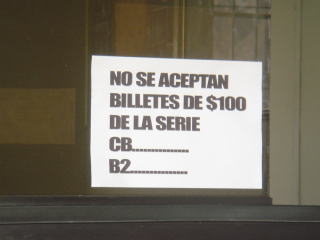 NO SE ACEPTAN
BILLETES DE $100
DE LA SERIE
CB..............
B2..............